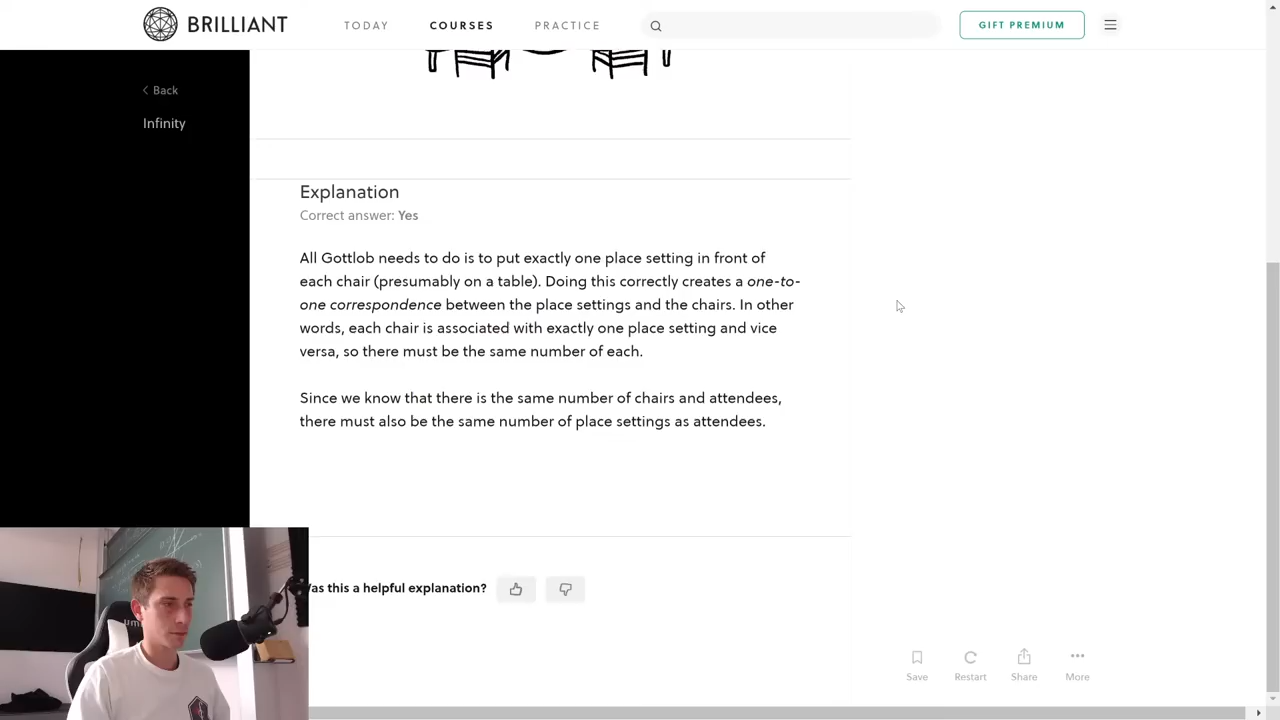 BRILLIANT
TODAY
COURSES
PRACTICE
GIFT PREMIUM
Back
Infinity
Explanation
Correct answer: Yes
All Gottlob needs to do is to put exactly one place setting in front of
each chair (presumably on a table). Doing this correctly creates a one-to-
one correspondence between the place settings and the chairs. In other
words, each chair is associated with exactly one place setting and vice
versa, so there must be the same number of each.
Since we know that there is the same number of chairs and attendees,
there must also be the same number of place settings as attendees.
Was this a helpful explanation?
Save
Restart
Share
More